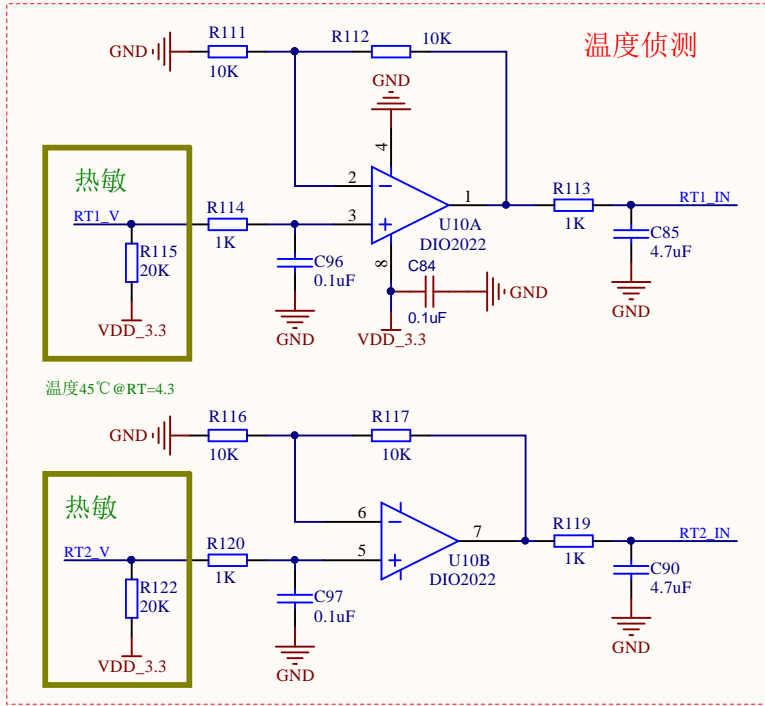 温度侦测
R111
GND
10K
R112
10K
GND
4
热敏
RT1_V
R115
20K
VDD_3.3
R114
1K
C96
0.1uF
GND
2
3
8
1
U10A
DIO2022
C84
0.1uF
GND
VDD_3.3
R113
1K
RT1_IN
C85
4.7uF
GND
温度45℃@RT=4.3
R116
GND
10K
R117
10K
热敏
RT2_V
R122
20K
VDD_3.3
R120
1K
C97
0.1uF
GND
6
5
7
U10B
DIO2022
R119
1K
RT2_IN
C90
4.7uF
GND